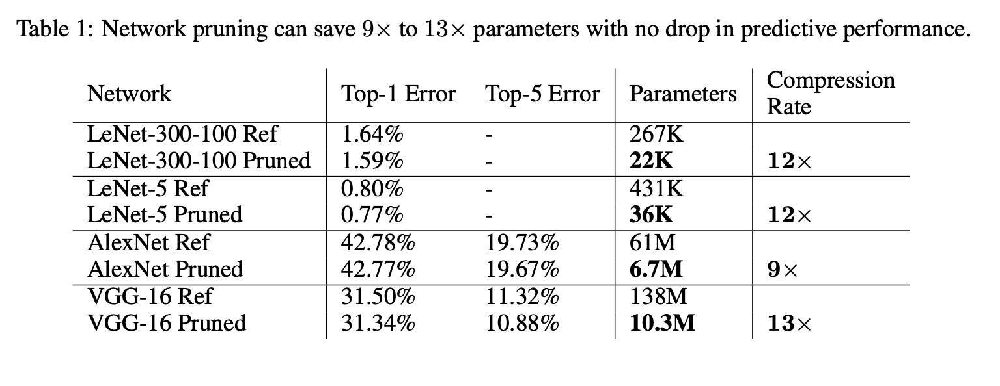 Table 1: Network pruning can save 9× to 13× parameters with no drop in predictive performance.
Network Top-1 Error Top-5 Error Parameters Compression Rate
LeNet-300-100 Ref 1.64% - 267K
LeNet-300-100 Pruned 1.59% - 22K 12×
LeNet-5 Ref 0.80% - 431K
LeNet-5 Pruned 0.77% - 36K 12×
AlexNet Ref 42.78% 19.73% 61M
AlexNet Pruned 42.77% 19.67% 6.7M 9×
VGG-16 Ref 31.50% 11.32% 138M
VGG-16 Pruned 31.34% 10.88% 10.3M 13×